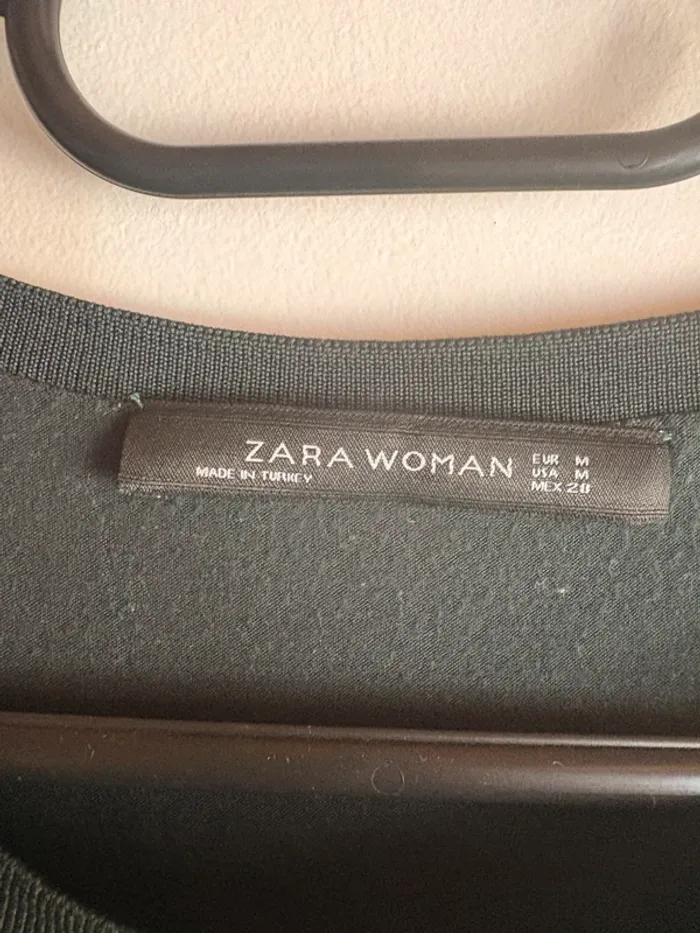 ZARA WOMAN
MADE IN TURKEY
EUR M
USA M
MEX 28